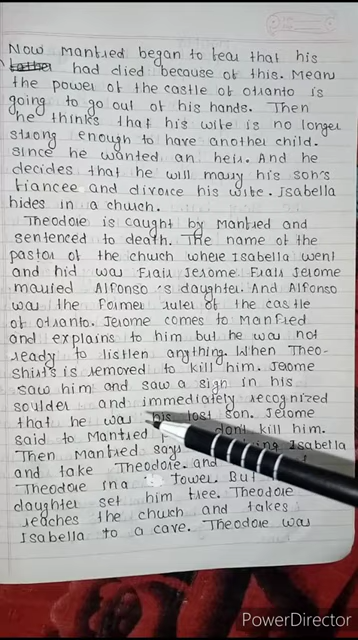 Now Manfred began to fear that his
father had died because of this. Mean
the power of the castle of otranto is
going to go out of his hands. Then
he thinks that his wife is no longer
strong enough to have another child.
since he wanted an heir. And he
decides that he will marry his son's
fiancee and divorce his wife. Isabella
hides in a church.
Theodore is caught by Manfred and
sentenced to death. The name of the
pastor of the church where Isabella went
and hid was Friar Jerome. Friar Jerome
married Alfonso's daughter. And Alfonso
was the former ruler of the castle
of otranto. Jerome comes to Manfred
and explains to him but he was not
ready to listen anything. When Theo-
shirts is removed to kill him. Jerome
saw him and saw a sign in his
soulder and immediately recognized
that he was his lost son. Jerome
said to Manfred dont kill him.
Then Manfred says Isabella
and take Theodore. and
Theodore in a tower. But
daughter set him free. Theodore
reaches the church and takes
Isabella to a cave. Theodore was
PowerDirector